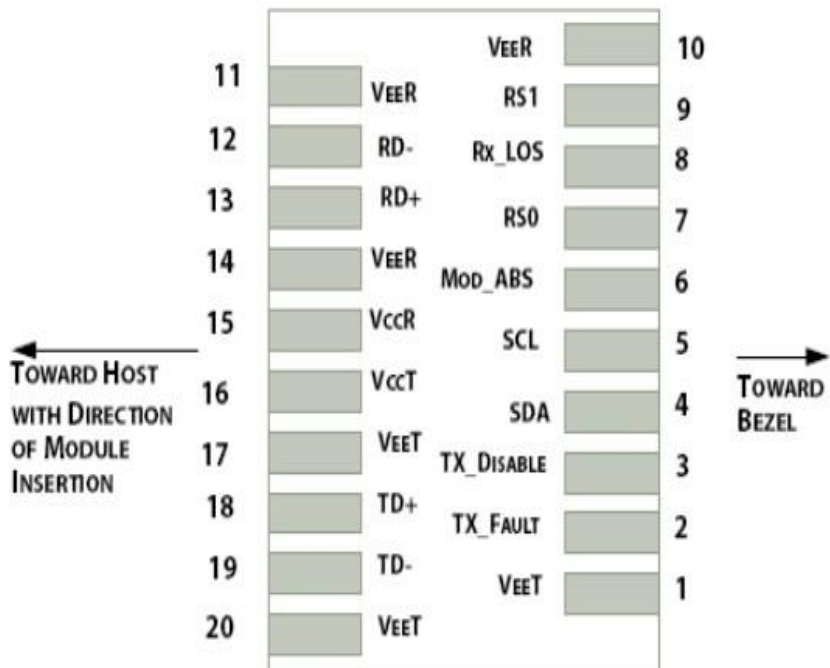 11 VEER
12 RD-
13 RD+
14 VEER
15 VCCR
16 VCCT
17 VEET
18 TD+
19 TD-
20 VEET
VEER 10
RS1 9
RX_LOS 8
RS0 7
MOD_ABS 6
SCL 5
SDA 4
TX_DISABLE 3
TX_FAULT 2
VEET 1
TOWARD HOST
WITH DIRECTION
OF MODULE
INSERTION
TOWARD
BEZEL